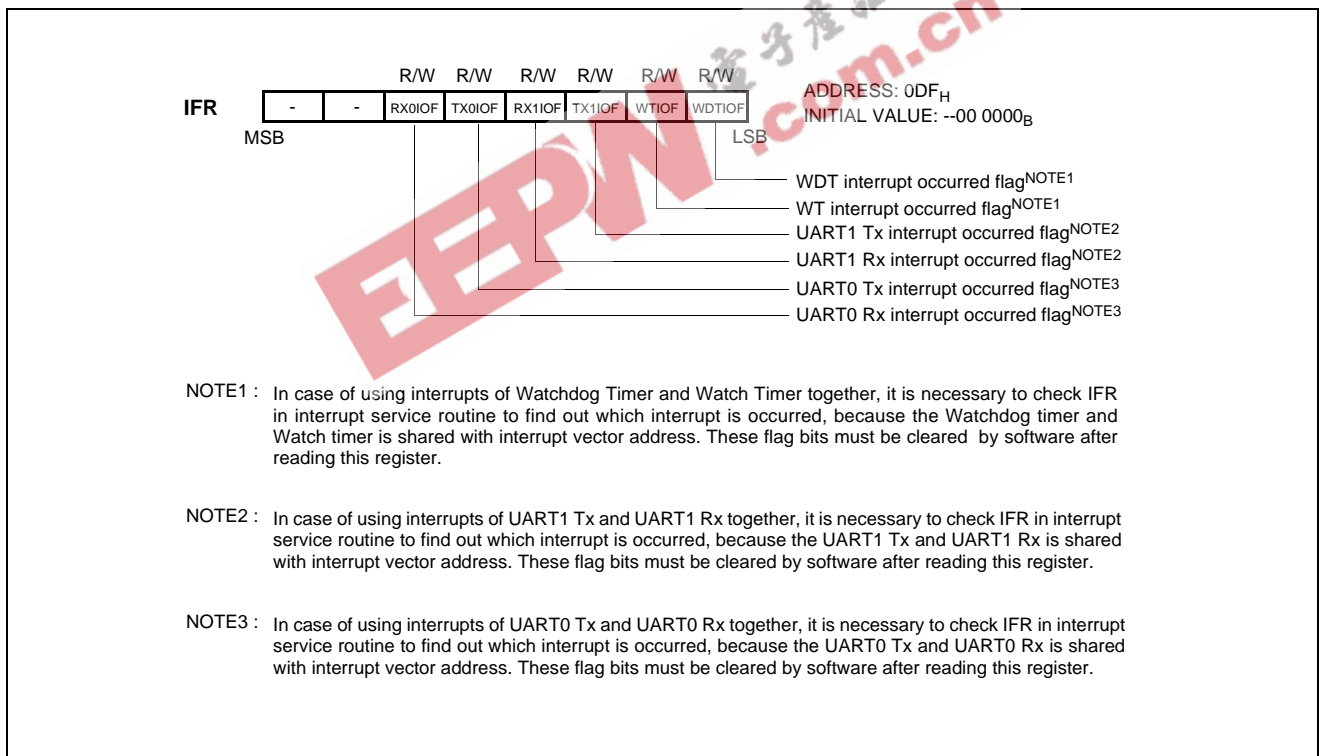 電子產
EEPW.com.cn
R/W R/W R/W R/W R/W R/W
IFR - - RX0IOF TX0IOF RX1IOF TX1IOF WTIOF WDTIOF
MSB LSB
ADDRESS: 0DFH
INITIAL VALUE: --00 0000B
WDT interrupt occurred flagNOTE1
WT interrupt occurred flagNOTE1
UART1 Tx interrupt occurred flagNOTE2
UART1 Rx interrupt occurred flagNOTE2
UART0 Tx interrupt occurred flagNOTE3
UART0 Rx interrupt occurred flagNOTE3
NOTE1 : In case of using interrupts of Watchdog Timer and Watch Timer together, it is necessary to check IFR
in interrupt service routine to find out which interrupt is occurred, because the Watchdog timer and
Watch timer is shared with interrupt vector address. These flag bits must be cleared by software after
reading this register.
NOTE2 : In case of using interrupts of UART1 Tx and UART1 Rx together, it is necessary to check IFR in interrupt
service routine to find out which interrupt is occurred, because the UART1 Tx and UART1 Rx is shared
with interrupt vector address. These flag bits must be cleared by software after reading this register.
NOTE3 : In case of using interrupts of UART0 Tx and UART0 Rx together, it is necessary to check IFR in interrupt
service routine to find out which interrupt is occurred, because the UART0 Tx and UART0 Rx is shared
with interrupt vector address. These flag bits must be cleared by software after reading this register.